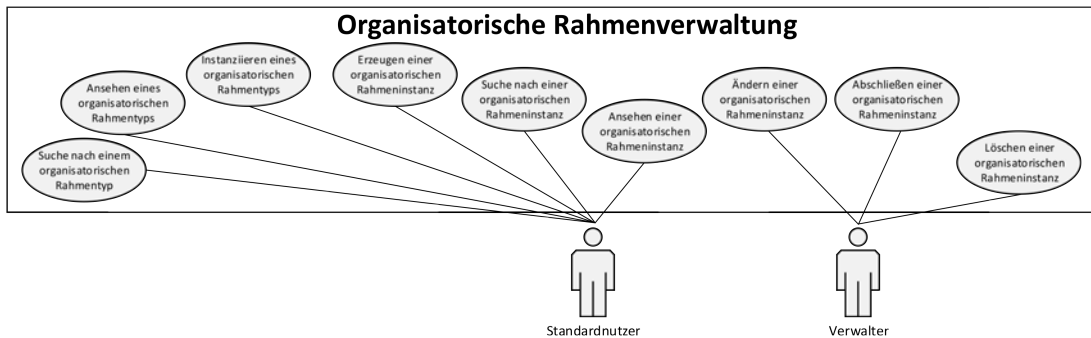 Organisatorische Rahmenverwaltung
Suche nach einem
organisatorischen
Rahmentyp
Ansehen eines
organisatorischen
Rahmentyps
Instanziieren eines
organisatorischen
Rahmentyps
Erzeugen einer
organisatorischen
Rahmeninstanz
Suche nach einer
organisatorischen
Rahmeninstanz
Ansehen einer
organisatorischen
Rahmeninstanz
Ändern einer
organisatorischen
Rahmeninstanz
Abschließen einer
organisatorischen
Rahmeninstanz
Löschen einer
organisatorischen
Rahmeninstanz
Standardnutzer
Verwalter